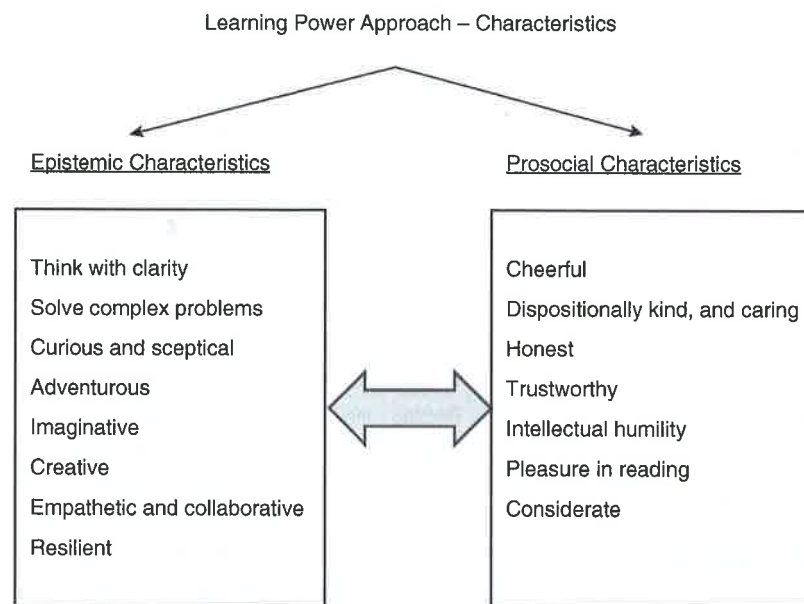 Learning Power Approach – Characteristics
Epistemic Characteristics
Think with clarity
Solve complex problems
Curious and sceptical
Adventurous
Imaginative
Creative
Empathetic and collaborative
Resilient
Prosocial Characteristics
Cheerful
Dispositionally kind, and caring
Honest
Trustworthy
Intellectual humility
Pleasure in reading
Considerate